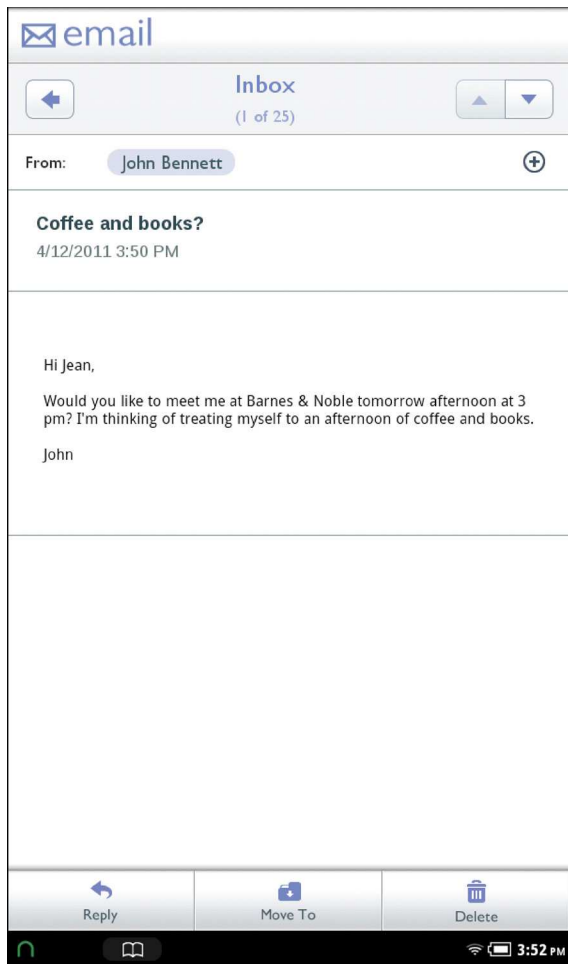 email
Inbox
(1 of 25)
From: John Bennett
Coffee and books?
4/12/2011 3:50 PM
Hi Jean,
Would you like to meet me at Barnes & Noble tomorrow afternoon at 3
pm? I'm thinking of treating myself to an afternoon of coffee and books.
John
Reply Move To Delete
3:52 PM